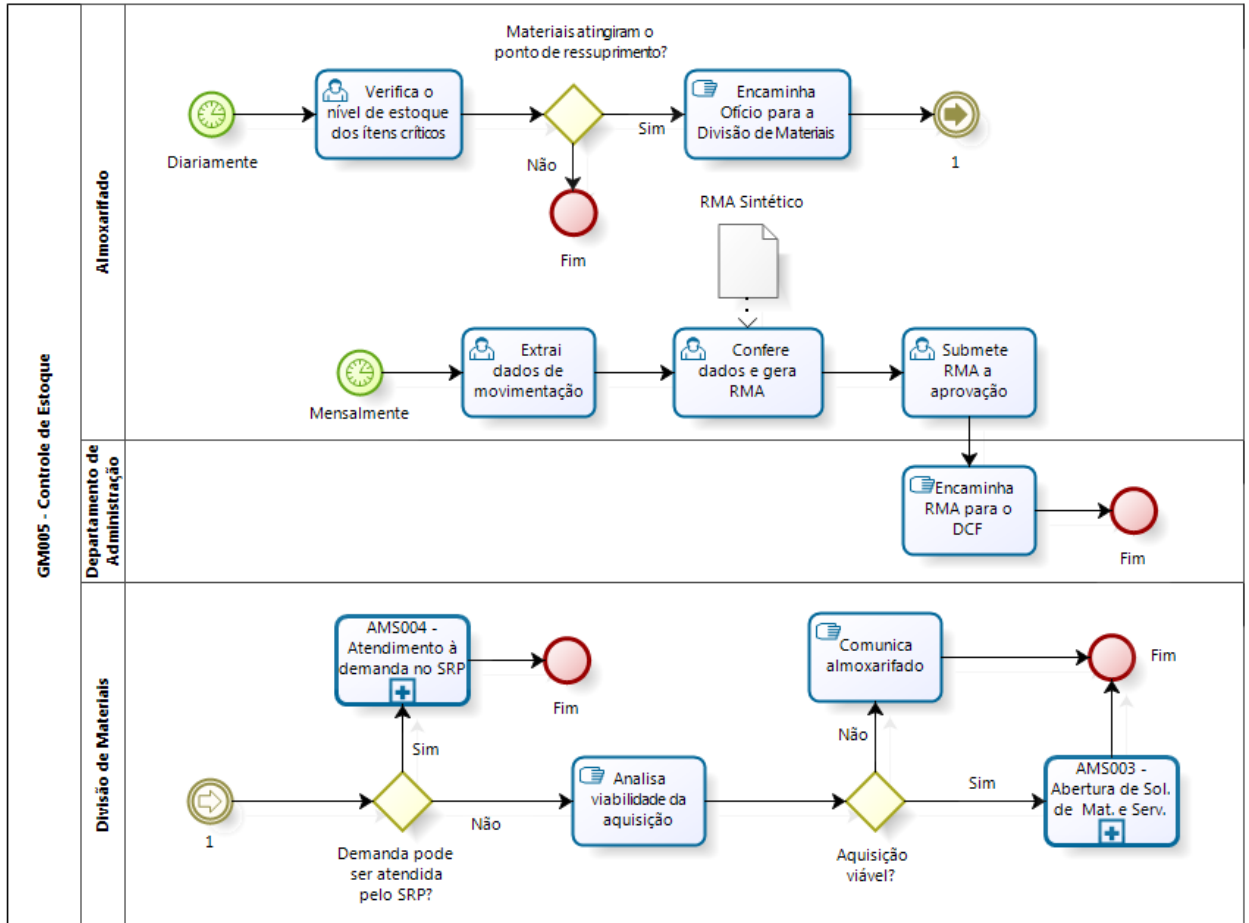 GM005 - Controle de Estoque
Almoxarifado
Materiais atingiram o
ponto de ressuprimento?
Diariamente
Verifica o
nível de estoque
dos ítens críticos
Sim
Não
Fim
Encaminha
Ofício para a
Divisão de Materiais
1
RMA Sintético
Mensalmente
Extrai
dados de
movimentação
Confere
dados e gera
RMA
Submete
RMA a
aprovação
Departamento de
Administração
Encaminha
RMA para o
DCF
Fim
Divisão de Materiais
1
AMS004 -
Atendimento à
demanda no SRP
Fim
Sim
Não
Demanda pode
ser atendida
pelo SRP?
Analisa
viabilidade da
aquisição
Comunica
almoxarifado
Fim
Não
Sim
Aquisição
viável?
AMS003 -
Abertura de Sol.
de Mat. e Serv.